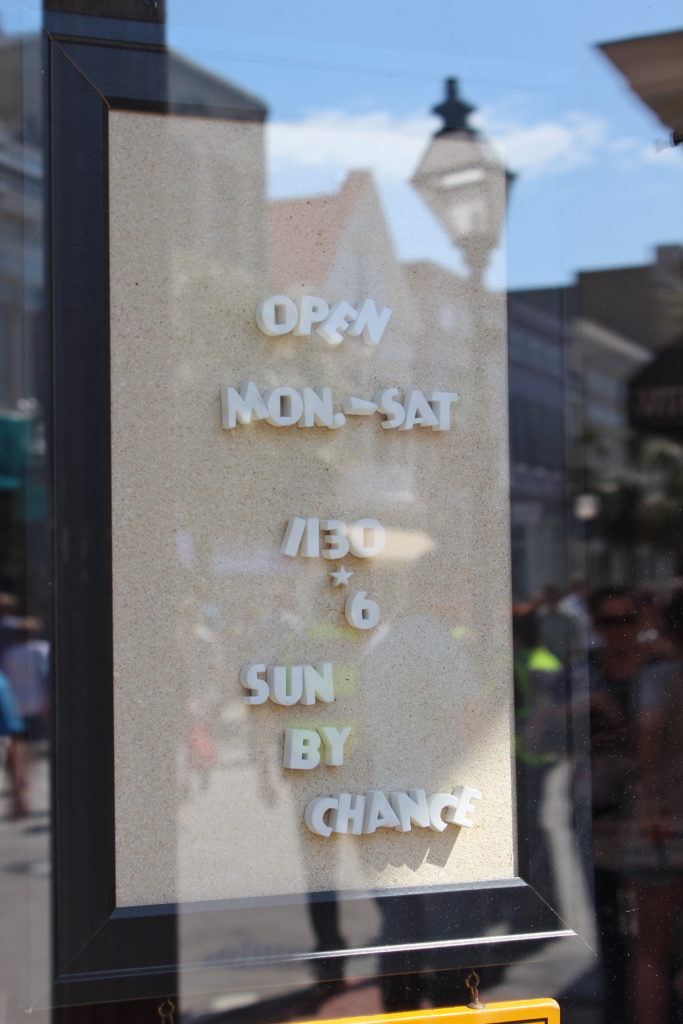 OPEN
MON.-SAT
1130
6
SUN
BY
CHANCE